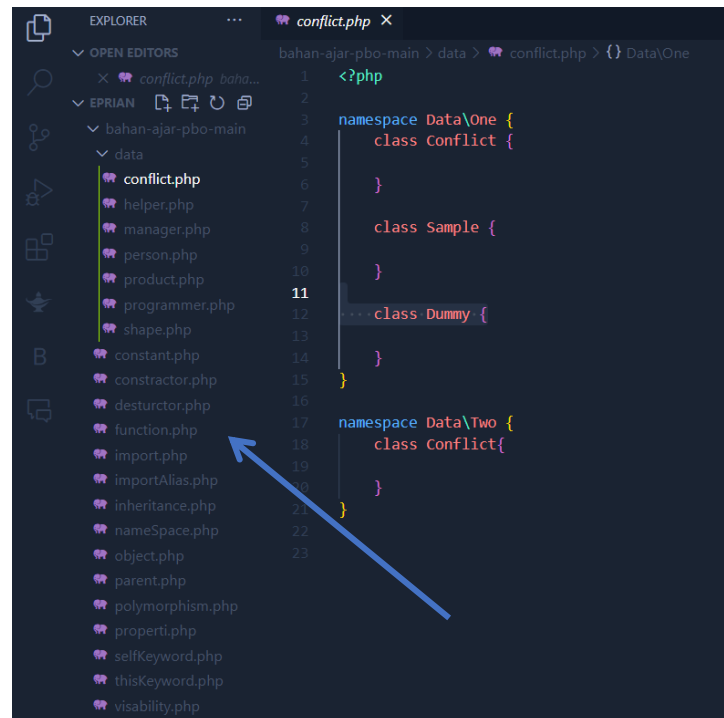 EXPLORER ···
OPEN EDITORS
conflict.php baha...
EPRIAN
bahan-ajar-pbo-main
data
conflict.php
helper.php
manager.php
person.php
product.php
programmer.php
shape.php
constant.php
constractor.php
desturctor.php
function.php
import.php
importAlias.php
inheritance.php
nameSpace.php
object.php
parent.php
polymorphism.php
properti.php
selfKeyword.php
thisKeyword.php
visability.php
B
conflict.php ×
bahan-ajar-pbo-main > data > conflict.php > {} Data\One
1 <?php
2
3 namespace Data\One {
4 class Conflict {
5
6 }
7
8 class Sample {
9
10 }
11
12 ····class·Dummy·{
13
14 }
15 }
16
17 namespace Data\Two {
18 class Conflict{
19
20 }
21 }
22
23